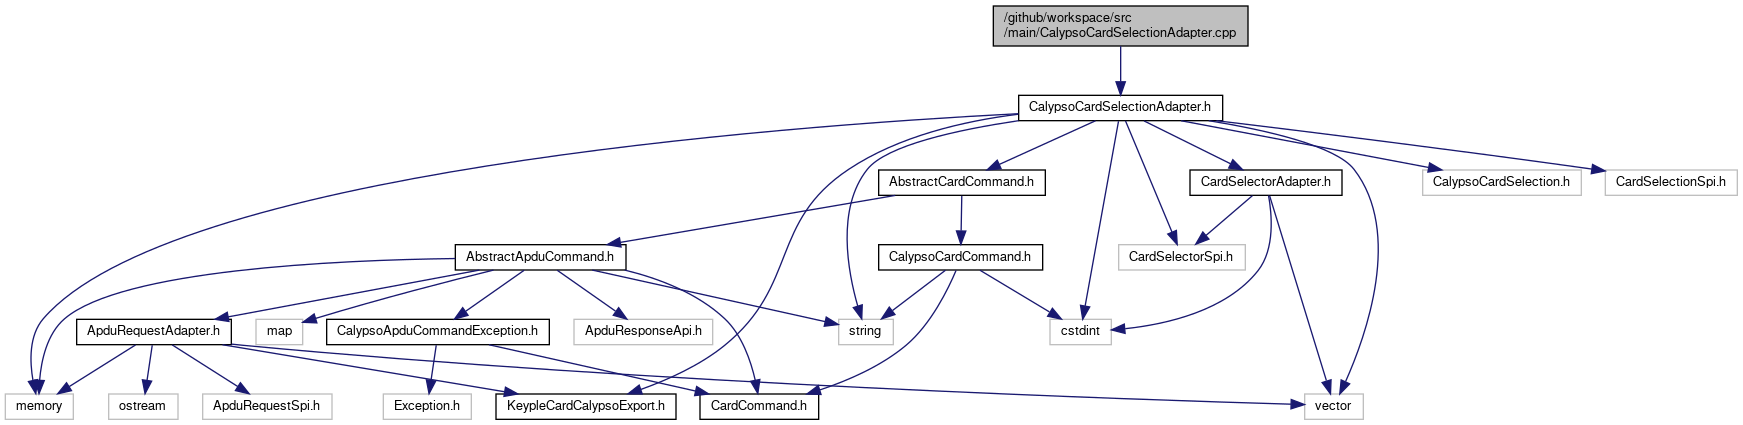 /github/workspace/src
/main/CalypsoCardSelectionAdapter.cpp
CalypsoCardSelectionAdapter.h
AbstractCardCommand.h
CardSelectorAdapter.h
CalypsoCardSelection.h
CardSelectionSpi.h
AbstractApduCommand.h
CalypsoCardCommand.h
CardSelectorSpi.h
ApduRequestAdapter.h
map
CalypsoApduCommandException.h
ApduResponseApi.h
string
cstdint
memory
ostream
ApduRequestSpi.h
Exception.h
KeypleCardCalypsoExport.h
CardCommand.h
vector